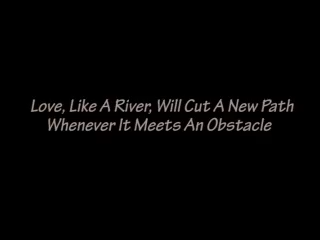 Love, Like A River, Will Cut A New Path
Whenever It Meets An Obstacle